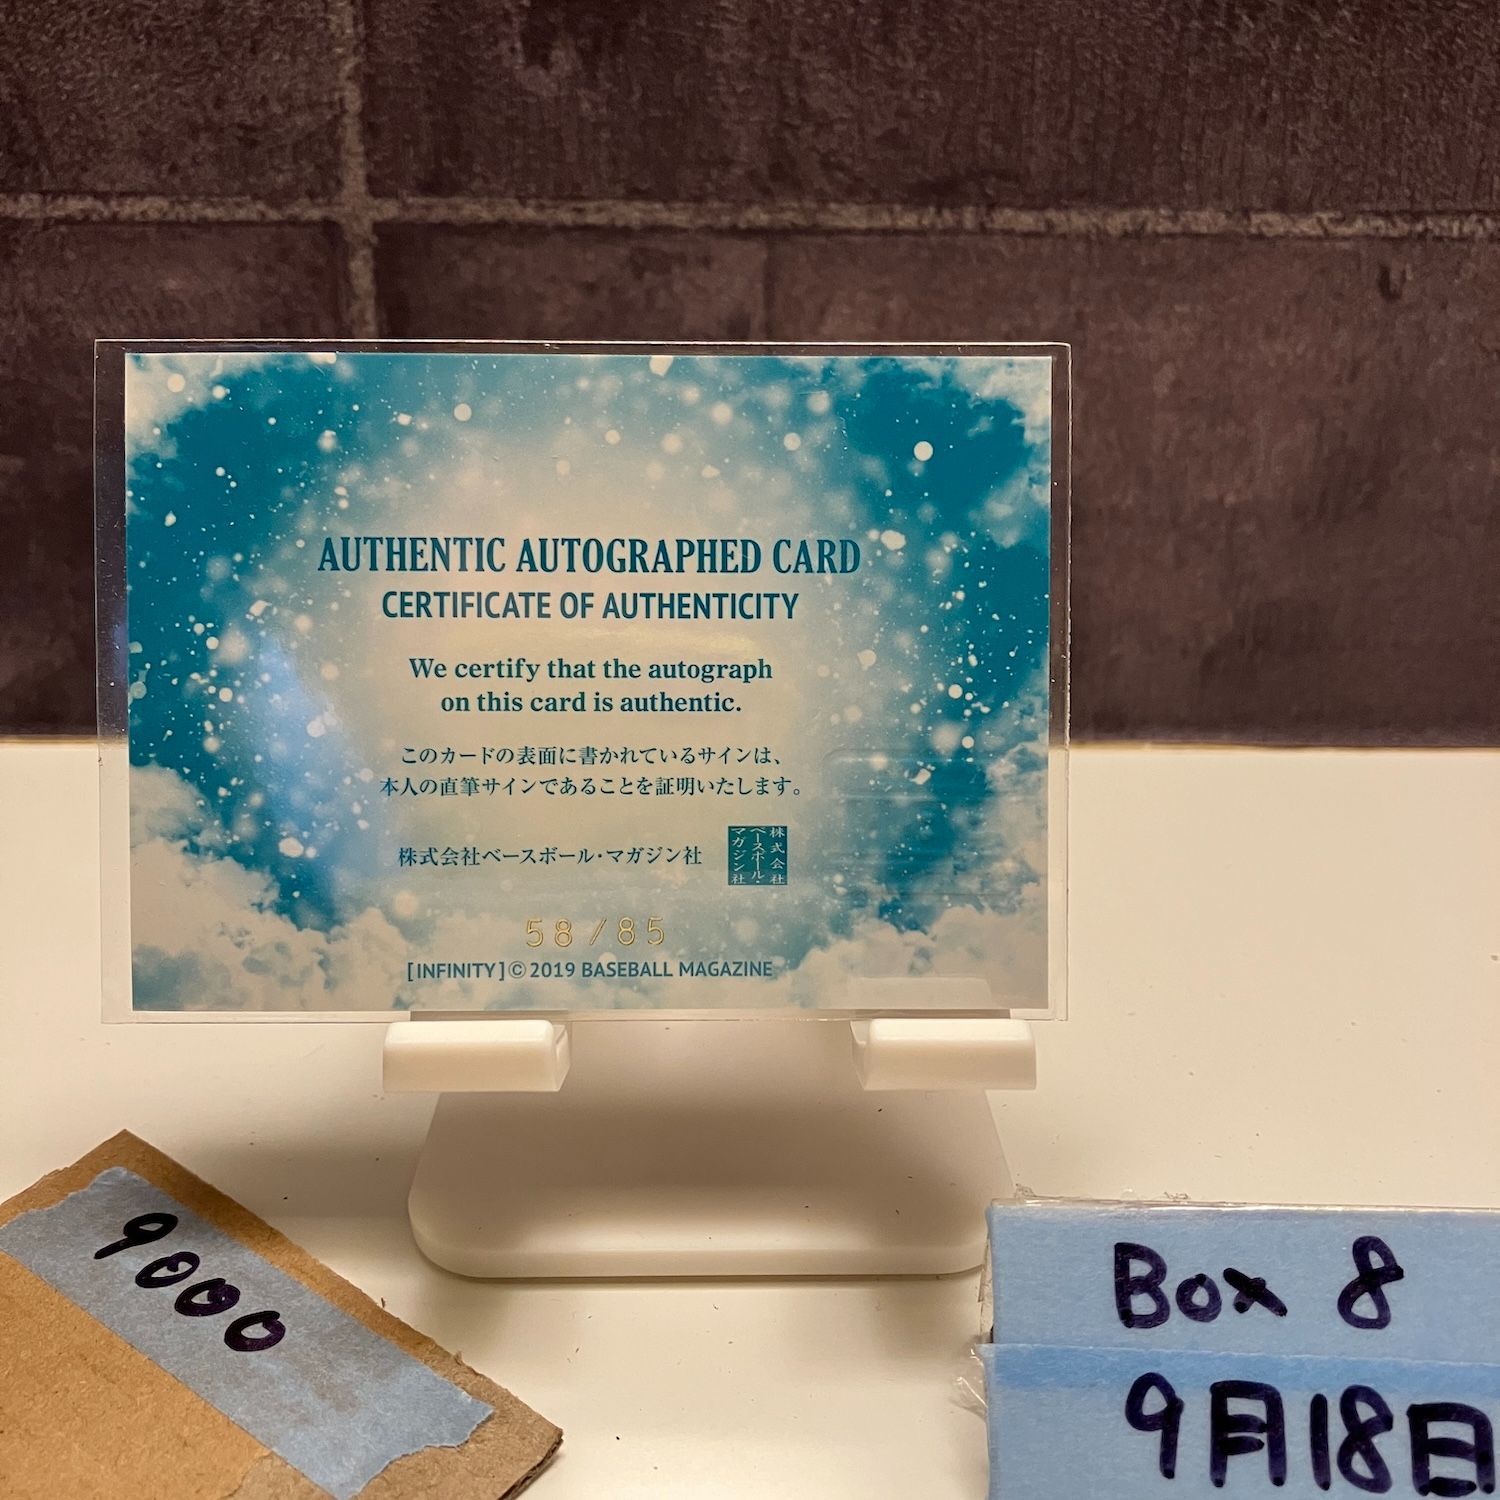 AUTHENTIC AUTOGRAPHED CARD
CERTIFICATE OF AUTHENTICITY
We certify that the autograph
on this card is authentic.
このカードの表面に書かれているサインは、
本人の直筆サインであることを証明いたします。
株式会社ベースボール・マガジン社
株式会社
ベースボール・
マガジン社
58/85
[INFINITY]©2019 BASEBALL MAGAZINE
9000
Box 8
9月18日